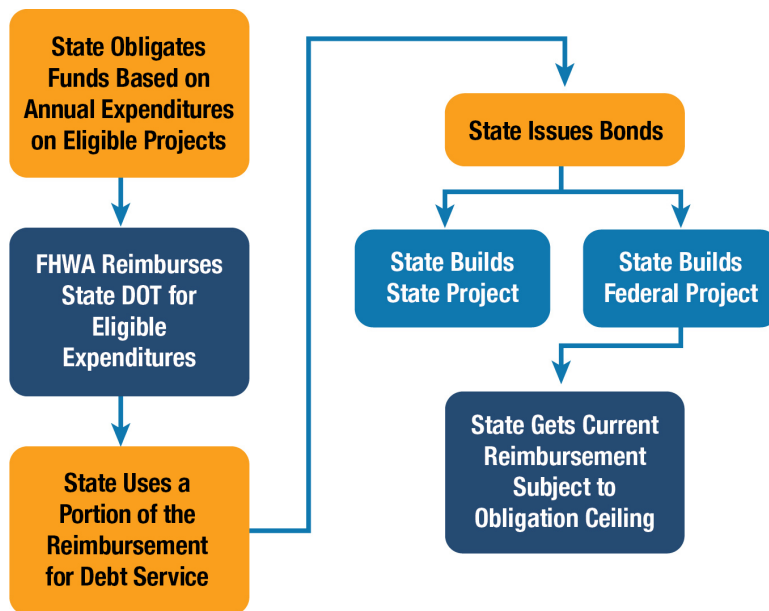 State Obligates
Funds Based on
Annual Expenditures
on Eligible Projects
FHWA Reimburses
State DOT for
Eligible
Expenditures
State Uses a
Portion of the
Reimbursement
for Debt Service
State Issues Bonds
State Builds
State Project
State Builds
Federal Project
State Gets Current
Reimbursement
Subject to
Obligation Ceiling